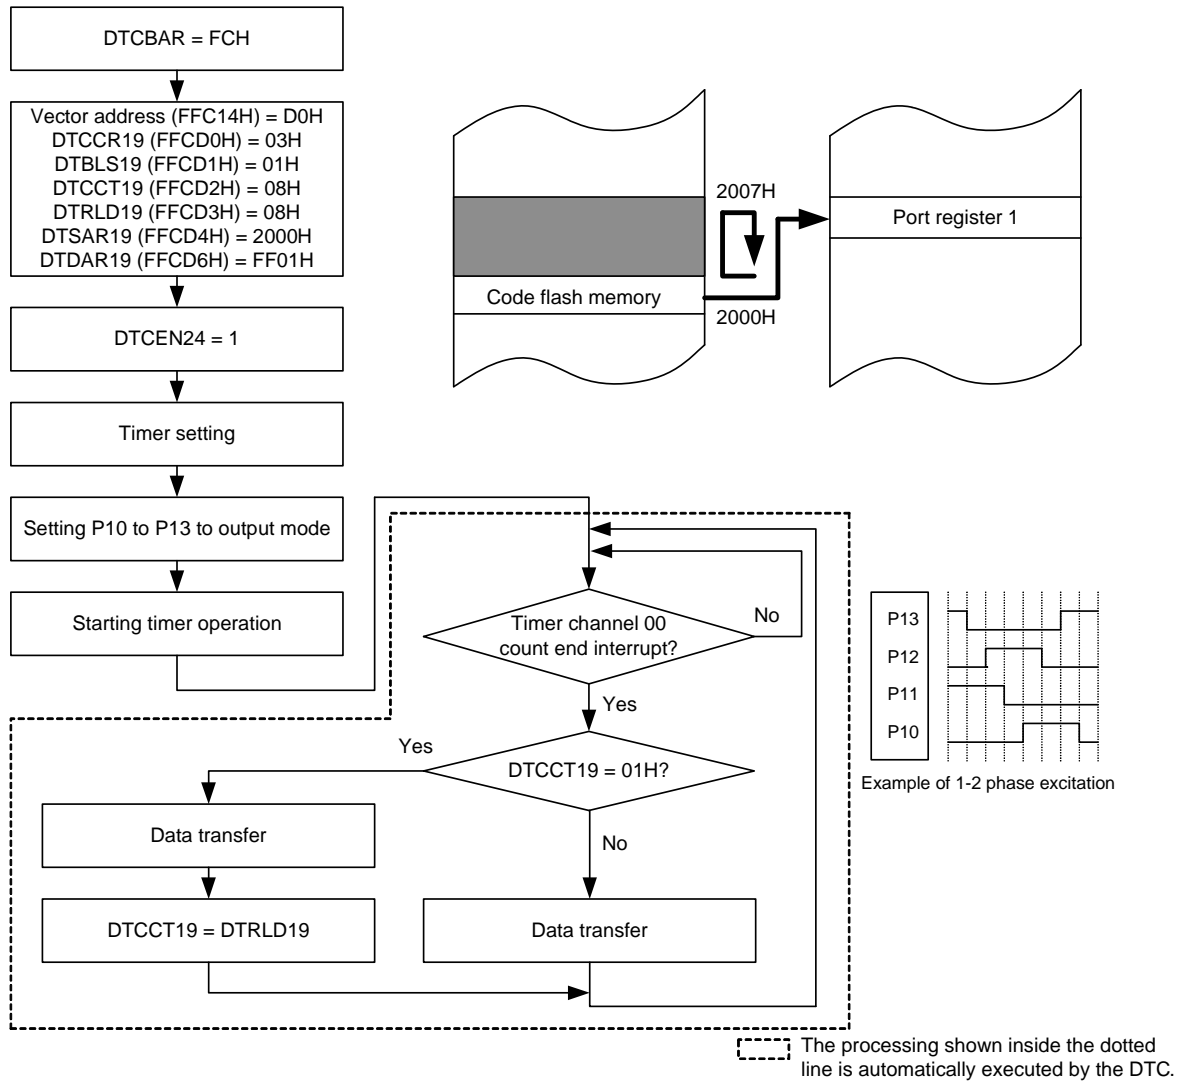 DTCBAR = FCH
Vector address (FFC14H) = D0H
DTCCR19 (FFCD0H) = 03H
DTBLS19 (FFCD1H) = 01H
DTCCT19 (FFCD2H) = 08H
DTRLD19 (FFCD3H) = 08H
DTSAR19 (FFCD4H) = 2000H
DTDAR19 (FFCD6H) = FF01H
DTCEN24 = 1
Timer setting
Setting P10 to P13 to output mode
Starting timer operation
2007H
Port register 1
Code flash memory
2000H
Timer channel 00
count end interrupt?
No
Yes
DTCCT19 = 01H?
Yes
No
Data transfer
DTCCT19 = DTRLD19
Data transfer
P13
P12
P11
P10
Example of 1-2 phase excitation
The processing shown inside the dotted
line is automatically executed by the DTC.